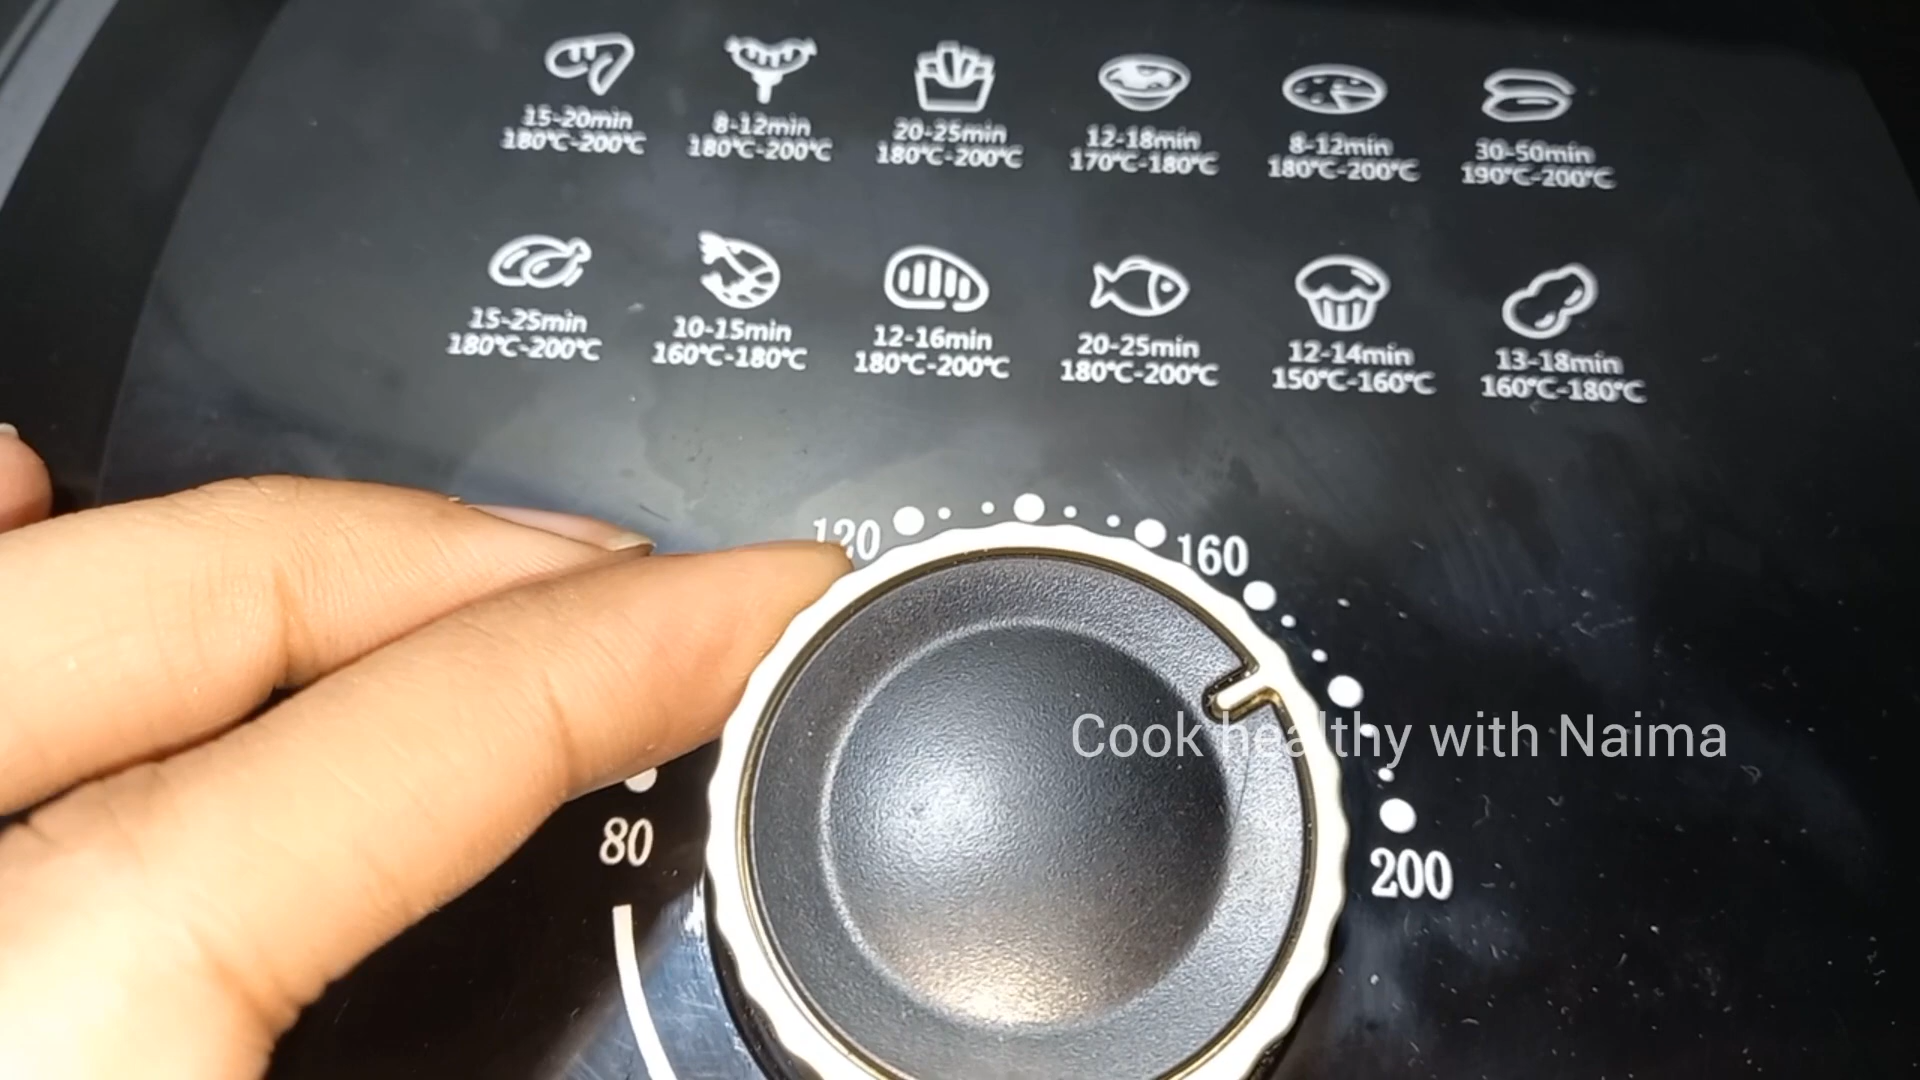 15-20min
180℃-200℃
8-12min
180℃-200℃
20-25min
180℃-200℃
12-18min
170℃-180℃
8-12min
180℃-200℃
30-50min
190℃-200℃
15-25min
180℃-200℃
10-15min
160℃-180℃
12-16min
180℃-200℃
20-25min
180℃-200℃
12-14min
150℃-160℃
13-18min
160℃-180℃
120
160
Cook healthy with Naima
80
200